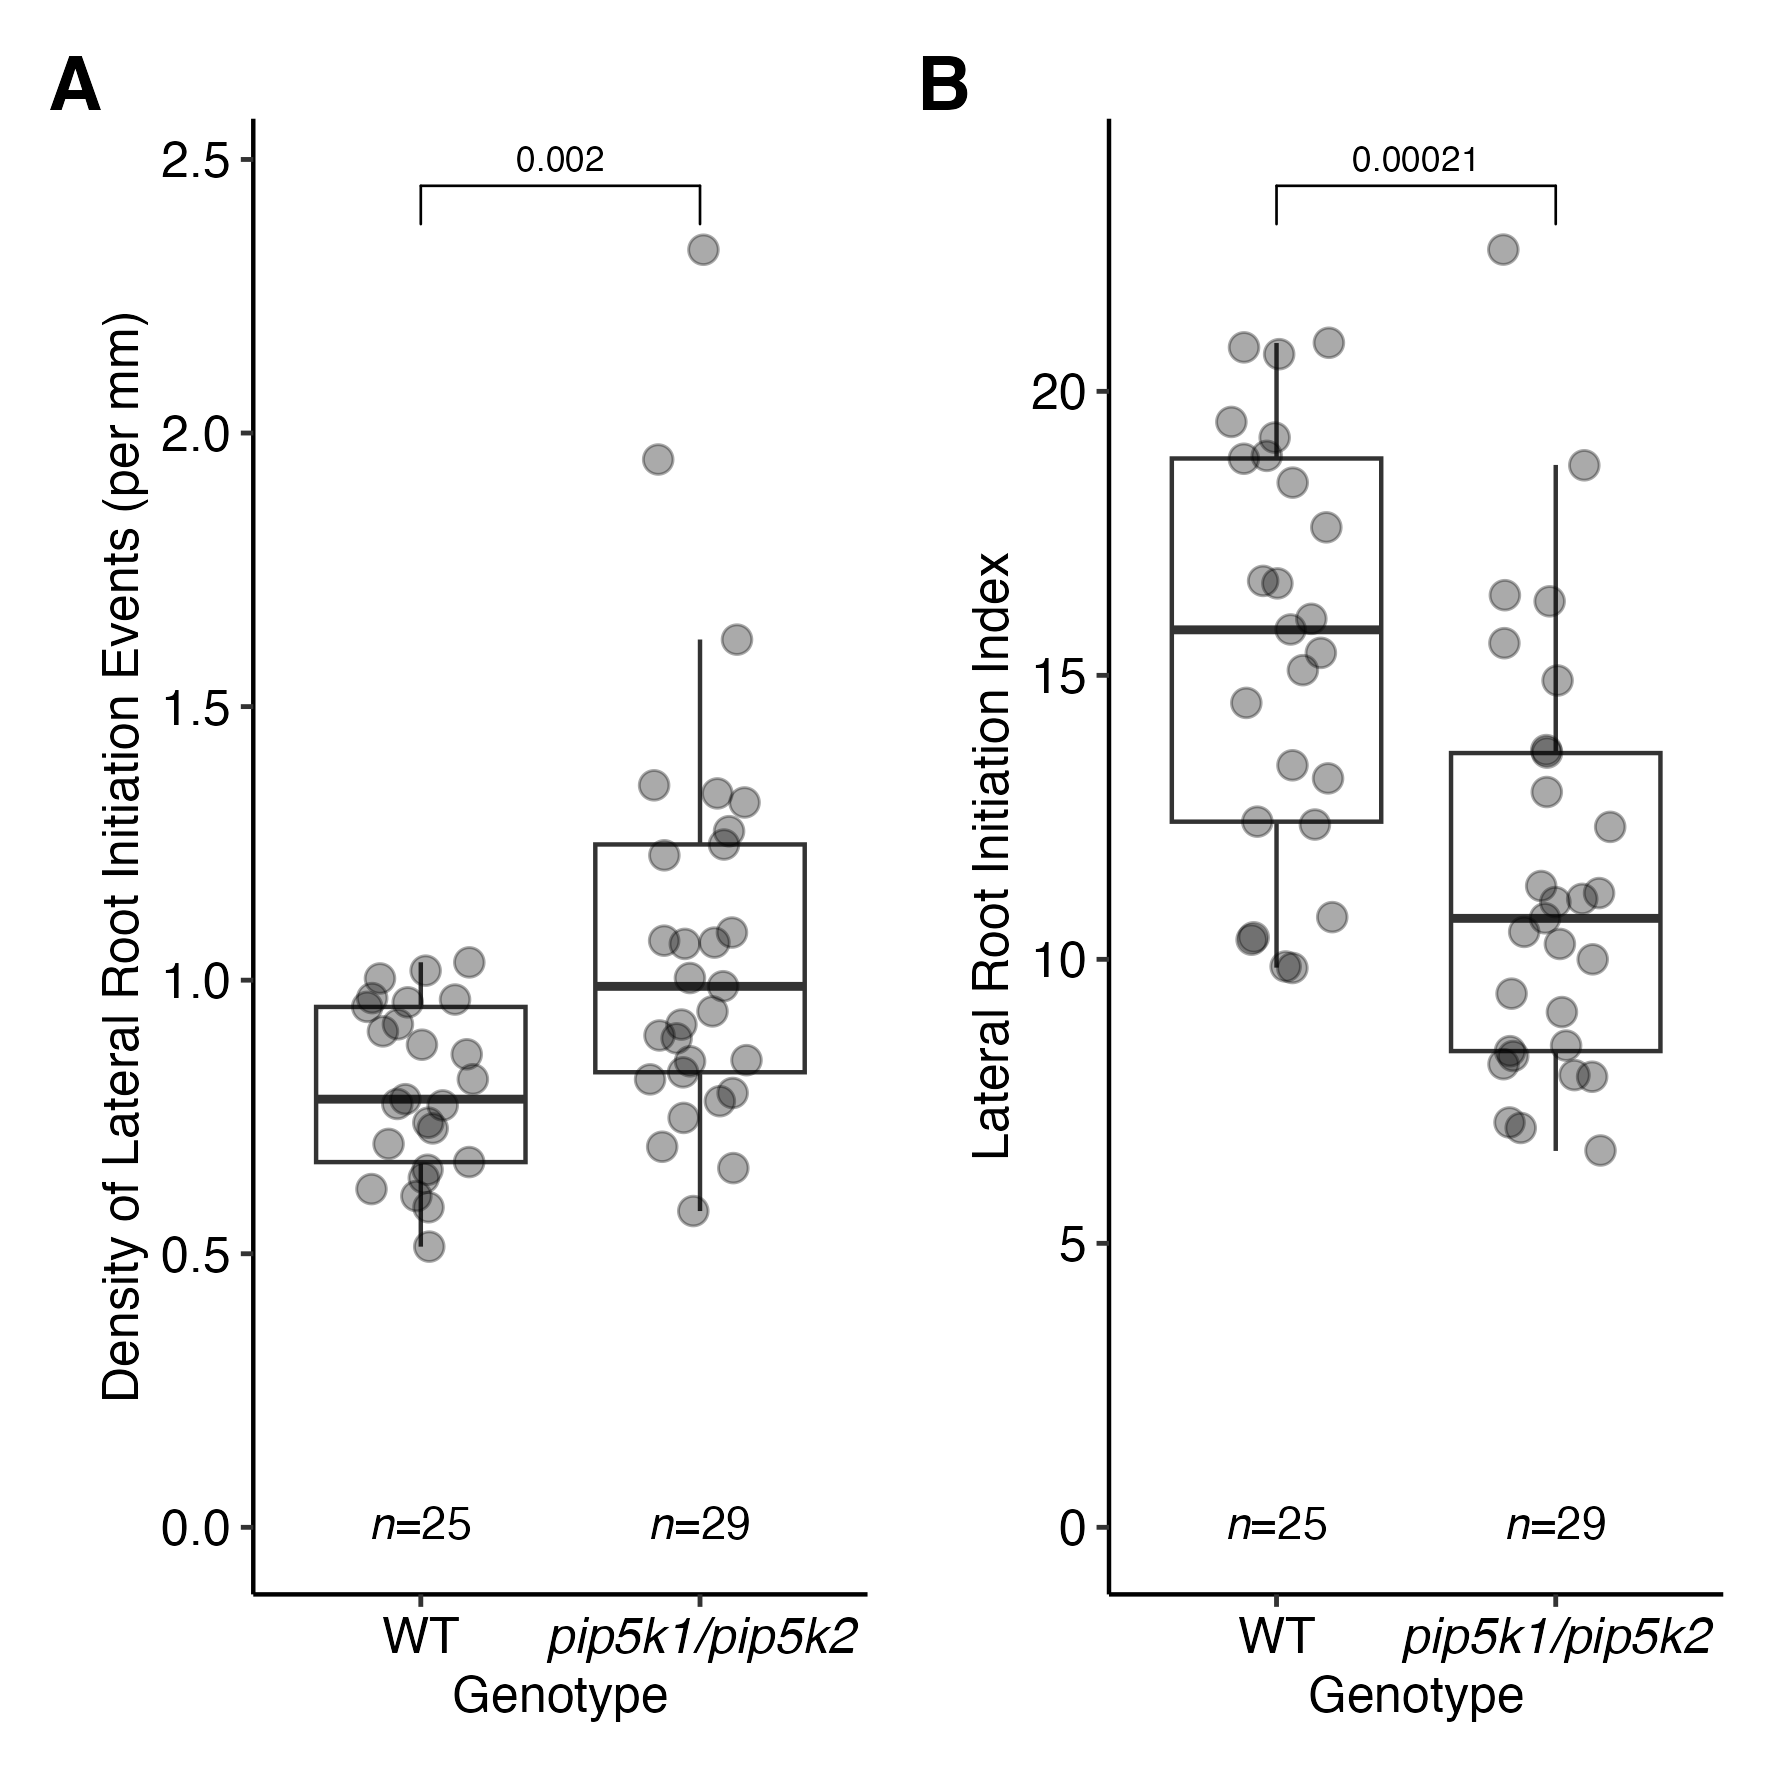 A
Density of Lateral Root Initiation Events (per mm)
2.5
2.0
1.5
1.0
0.5
0.0
0.002
n=25
n=29
WT
pip5k1/pip5k2
Genotype
B
Lateral Root Initiation Index
20
15
10
5
0
0.00021
n=25
n=29
WT
pip5k1/pip5k2
Genotype